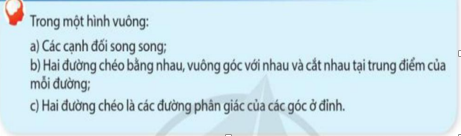 Trong một hình vuông:
a) Các cạnh đối song song;
b) Hai đường chéo bằng nhau, vuông góc với nhau và cắt nhau tại trung điểm của
mỗi đường;
c) Hai đường chéo là các đường phân giác của các góc ở đỉnh.